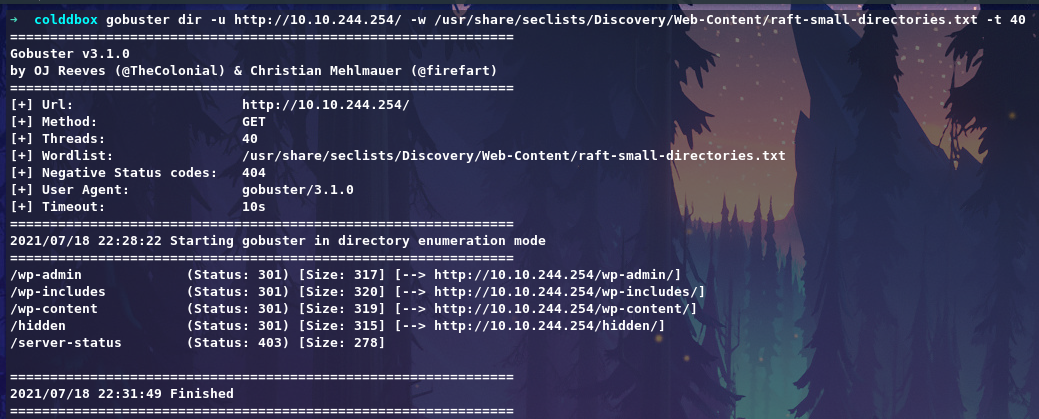 ➜  colddbox gobuster dir -u http://10.10.244.254/ -w /usr/share/seclists/Discovery/Web-Content/raft-small-directories.txt -t 40
===============================================================
Gobuster v3.1.0
by OJ Reeves (@TheColonial) & Christian Mehlmauer (@firefart)
===============================================================
[+] Url:                     http://10.10.244.254/
[+] Method:                  GET
[+] Threads:                 40
[+] Wordlist:                /usr/share/seclists/Discovery/Web-Content/raft-small-directories.txt
[+] Negative Status codes:   404
[+] User Agent:              gobuster/3.1.0
[+] Timeout:                 10s
===============================================================
2021/07/18 22:28:22 Starting gobuster in directory enumeration mode
===============================================================
/wp-admin             (Status: 301) [Size: 317] [--> http://10.10.244.254/wp-admin/]
/wp-includes          (Status: 301) [Size: 320] [--> http://10.10.244.254/wp-includes/]
/wp-content           (Status: 301) [Size: 319] [--> http://10.10.244.254/wp-content/]
/hidden               (Status: 301) [Size: 315] [--> http://10.10.244.254/hidden/]
/server-status        (Status: 403) [Size: 278]
===============================================================
2021/07/18 22:31:49 Finished
===============================================================